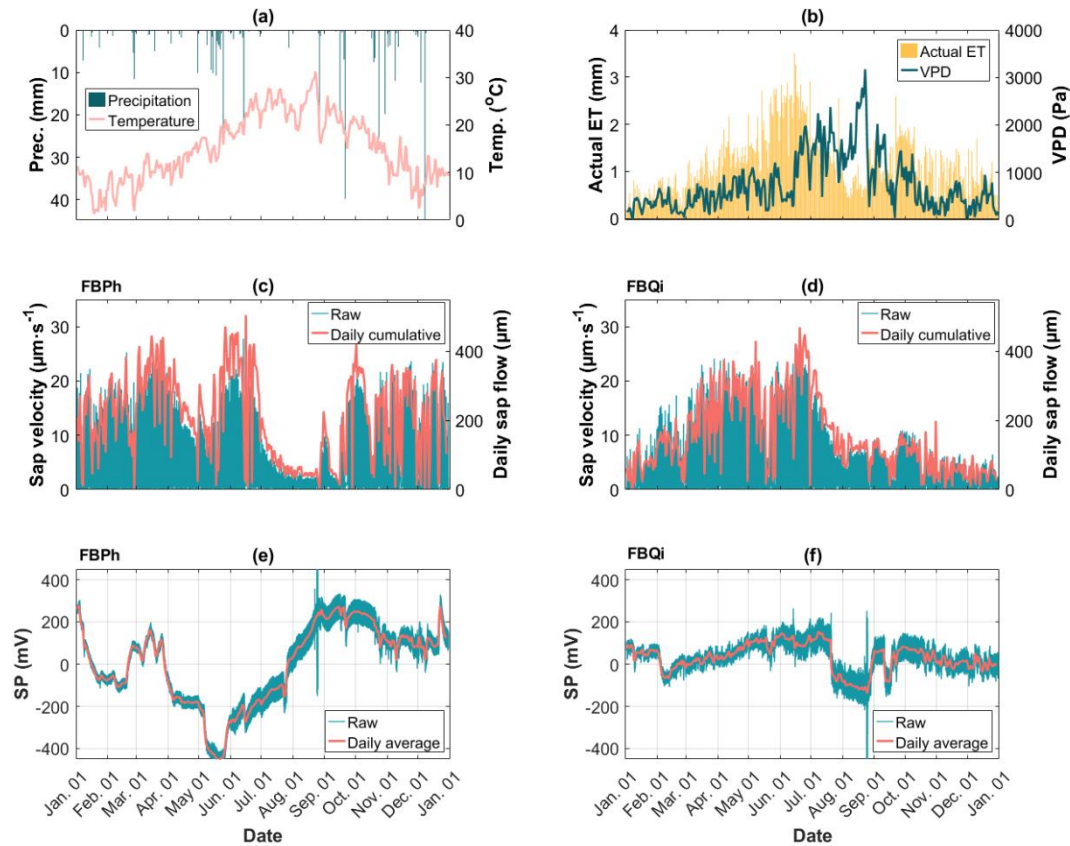 (a)
0
10
20
30
40
Prec. (mm)
Precipitation
Temperature
40
30
20
10
0
Temp. (°C)
(b)
4
3
2
1
0
Actual ET (mm)
Actual ET
VPD
4000
3000
2000
1000
0
VPD (Pa)
FBPh
(c)
30
20
10
0
Sap velocity (μm·s⁻¹)
Raw
Daily cumulative
400
200
0
Daily sap flow (μm)
FBQi
(d)
30
20
10
0
Sap velocity (μm·s⁻¹)
Raw
Daily cumulative
400
200
0
Daily sap flow (μm)
FBPh
(e)
400
200
0
-200
-400
SP (mV)
Raw
Daily average
Jan. 01
Feb. 01
Mar. 01
Apr. 01
May 01
Jun. 01
Jul. 01
Aug. 01
Sep. 01
Oct. 01
Nov. 01
Dec. 01
Jan. 01
Date
FBQi
(f)
400
200
0
-200
-400
SP (mV)
Raw
Daily average
Jan. 01
Feb. 01
Mar. 01
Apr. 01
May 01
Jun. 01
Jul. 01
Aug. 01
Sep. 01
Oct. 01
Nov. 01
Dec. 01
Jan. 01
Date